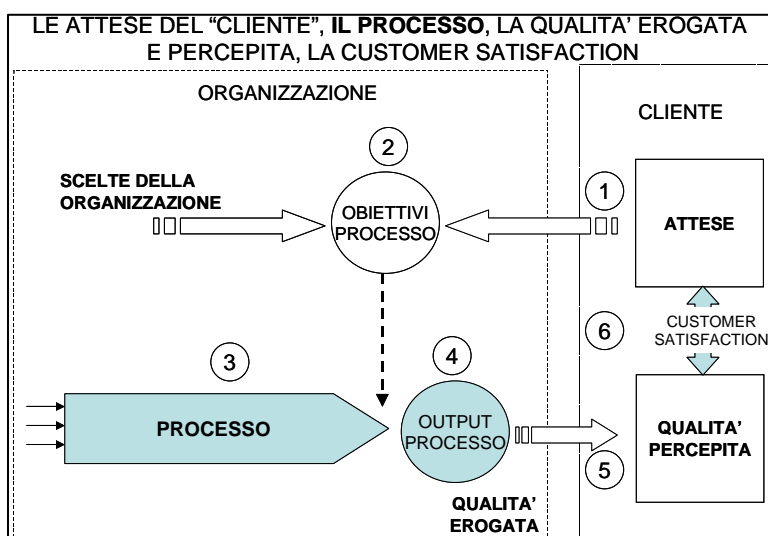 LE ATTESE DEL “CLIENTE”, IL PROCESSO, LA QUALITA’ EROGATA
E PERCEPITA, LA CUSTOMER SATISFACTION
ORGANIZZAZIONE
CLIENTE
2
1
SCELTE DELLA
ORGANIZZAZIONE
OBIETTIVI
PROCESSO
ATTESE
6
CUSTOMER
SATISFACTION
3
4
PROCESSO
OUTPUT
PROCESSO
QUALITA’
PERCEPITA
5
QUALITA’
EROGATA